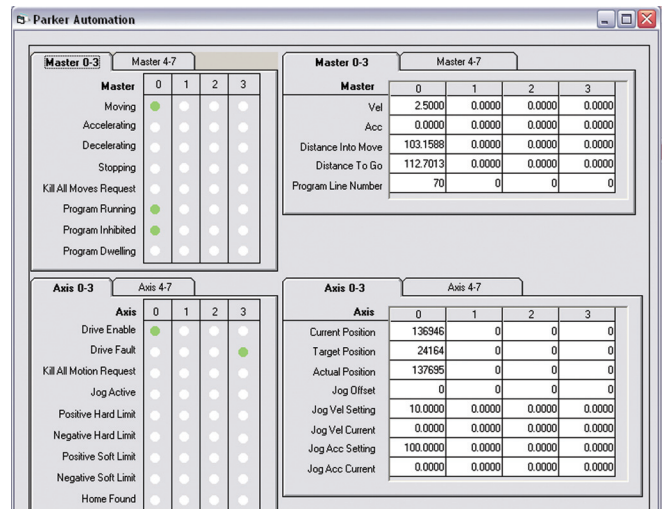 Parker Automation
Master 0-3 Master 4-7
Master 0 1 2 3
Moving
Accelerating
Decelerating
Stopping
Kill All Moves Request
Program Running
Program Inhibited
Program Dwelling
Master 0-3 Master 4-7
Master 0 1 2 3
Vel 2.5000 0.0000 0.0000 0.0000
Acc 0.0000 0.0000 0.0000 0.0000
Distance Into Move 103.1588 0.0000 0.0000 0.0000
Distance To Go 112.7013 0.0000 0.0000 0.0000
Program Line Number 70 0 0 0
Axis 0-3 Axis 4-7
Axis 0 1 2 3
Drive Enable
Drive Fault
Kill All Motion Request
Jog Active
Positive Hard Limit
Negative Hard Limit
Positive Soft Limit
Negative Soft Limit
Home Found
Axis 0-3 Axis 4-7
Axis 0 1 2 3
Current Position 136946 0 0 0
Target Position 24164 0 0 0
Actual Position 137695 0 0 0
Jog Offset 0 0 0 0
Jog Vel Setting 10.0000 0.0000 0.0000 0.0000
Jog Vel Current 0.0000 0.0000 0.0000 0.0000
Jog Acc Setting 100.0000 0.0000 0.0000 0.0000
Jog Acc Current 0.0000 0.0000 0.0000 0.0000